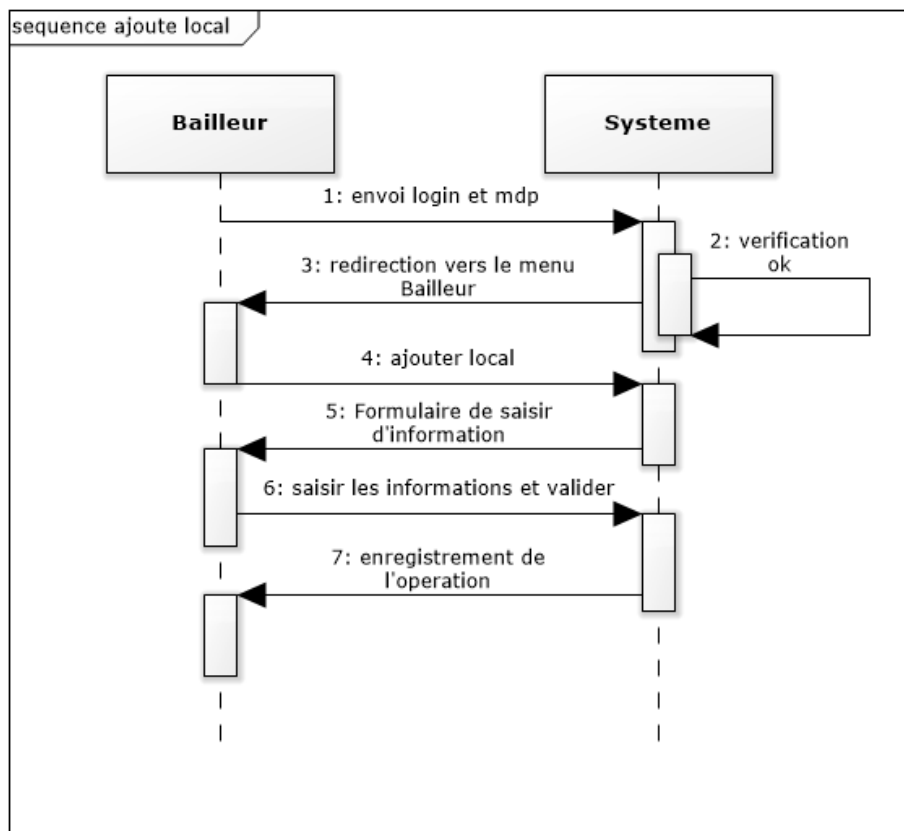 sequence ajoute local
Bailleur
Systeme
1: envoi login et mdp
2: verification
ok
3: redirection vers le menu
Bailleur
4: ajouter local
5: Formulaire de saisir
d'information
6: saisir les informations et valider
7: enregistrement de
l'operation